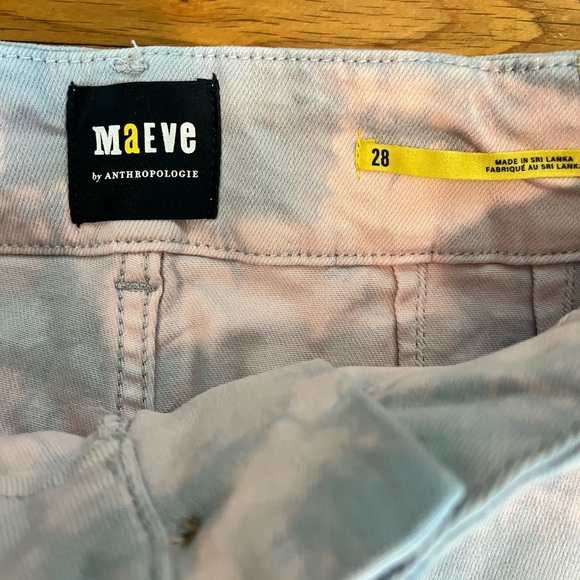 MaEVe
by ANTHROPOLOGIE
28
MADE IN SRI LANKA
FABRIQUÉ AU SRI LANKA